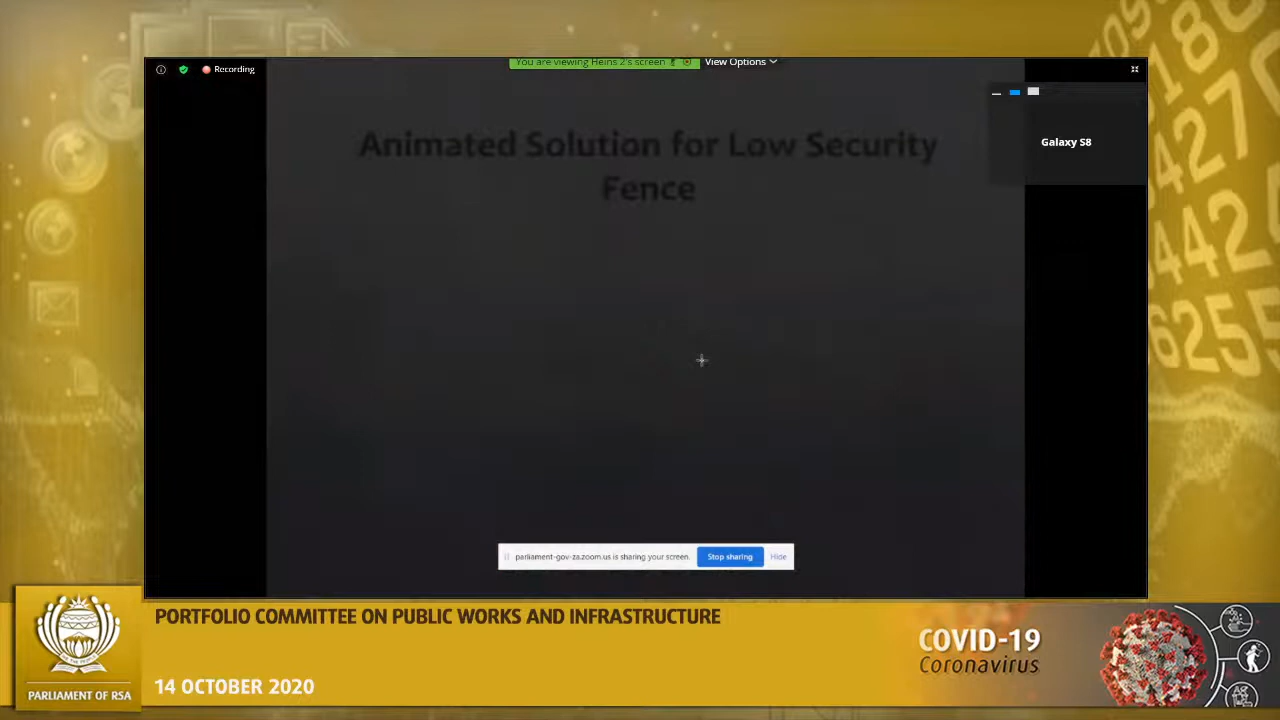 Recording
You are viewing Heins 2's screen
View Options
Galaxy S8
Animated Solution for Low Security
Fence
parliament-gov-za.zoom.us is sharing your screen.
Stop sharing
Hide
PORTFOLIO COMMITTEE ON PUBLIC WORKS AND INFRASTRUCTURE
14 OCTOBER 2020
PARLIAMENT OF RSA
COVID-19
Coronavirus